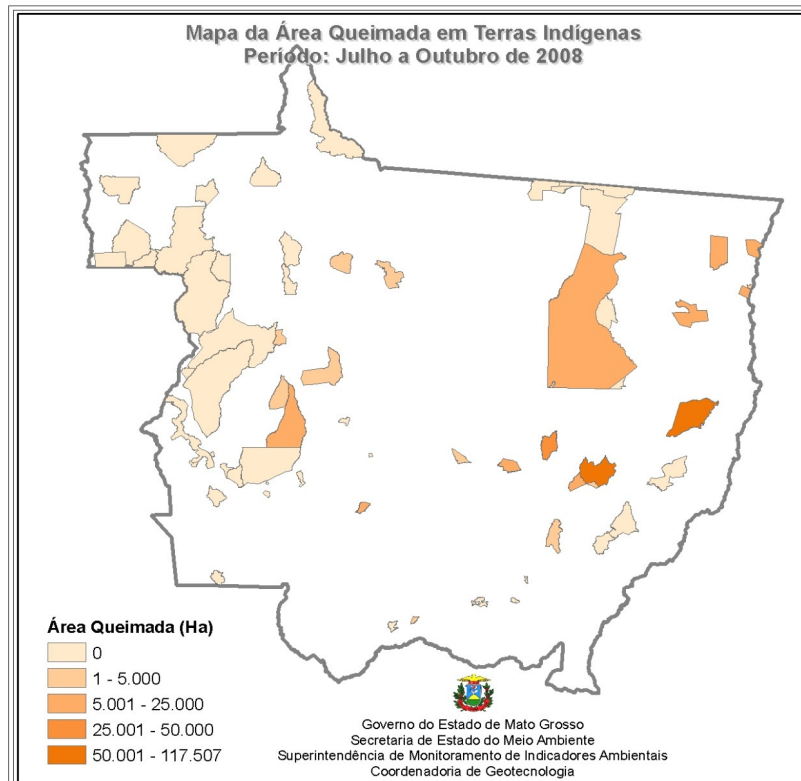 Mapa da Área Queimada em Terras Indígenas
Período: Julho a Outubro de 2008
Área Queimada (Ha)
0
1 - 5.000
5.001 - 25.000
25.001 - 50.000
50.001 - 117.507
Governo do Estado de Mato Grosso
Secretaria de Estado do Meio Ambiente
Superintendência de Monitoramento de Indicadores Ambientais
Coordenadoria de Geotecnologia